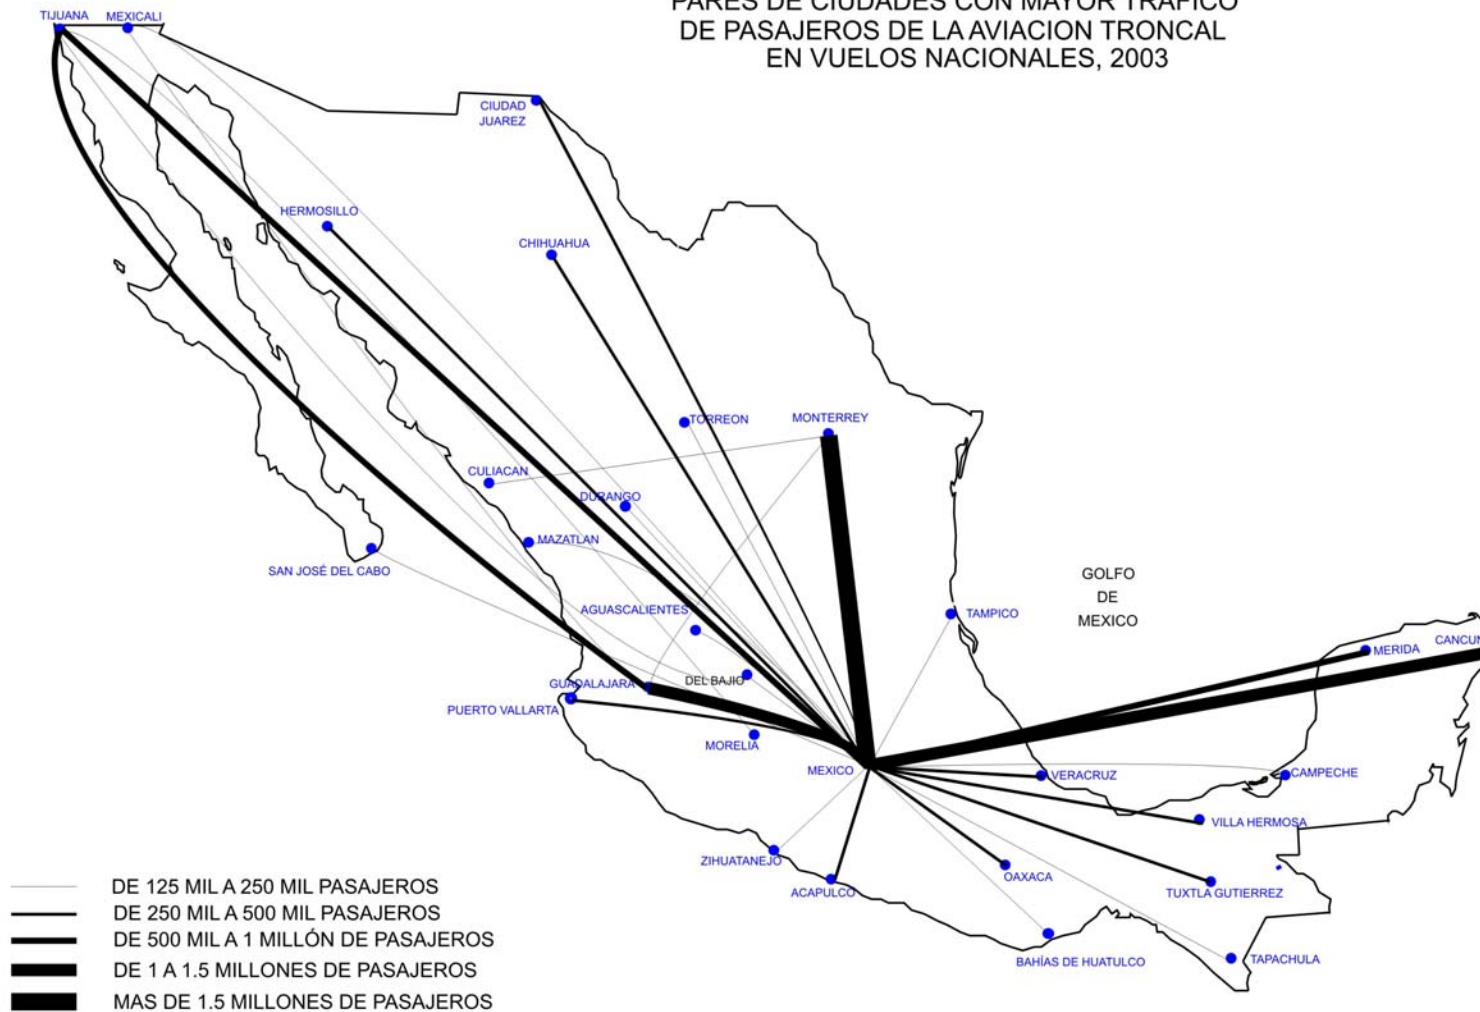 PARES DE CIUDADES CON MAYOR TRAFICO
DE PASAJEROS DE LA AVIACION TRONCAL
EN VUELOS NACIONALES, 2003
TIJUANA
MEXICALI
CIUDAD
JUAREZ
HERMOSILLO
CHIHUAHUA
TORREON
MONTERREY
CULIACAN
DURANGO
MAZATLAN
SAN JOSÉ DEL CABO
GOLFO
DE
MEXICO
AGUASCALIENTES
TAMPICO
MERIDA
CANCUN
GUADALAJARA
DEL BAJIO
PUERTO VALLARTA
MORELIA
MEXICO
VERACRUZ
CAMPECHE
VILLA HERMOSA
ZIHUATANEJO
ACAPULCO
OAXACA
TUXTLA GUTIERREZ
BAHÍAS DE HUATULCO
TAPACHULA
DE 125 MIL A 250 MIL PASAJEROS
DE 250 MIL A 500 MIL PASAJEROS
DE 500 MIL A 1 MILLÓN DE PASAJEROS
DE 1 A 1.5 MILLONES DE PASAJEROS
MAS DE 1.5 MILLONES DE PASAJEROS